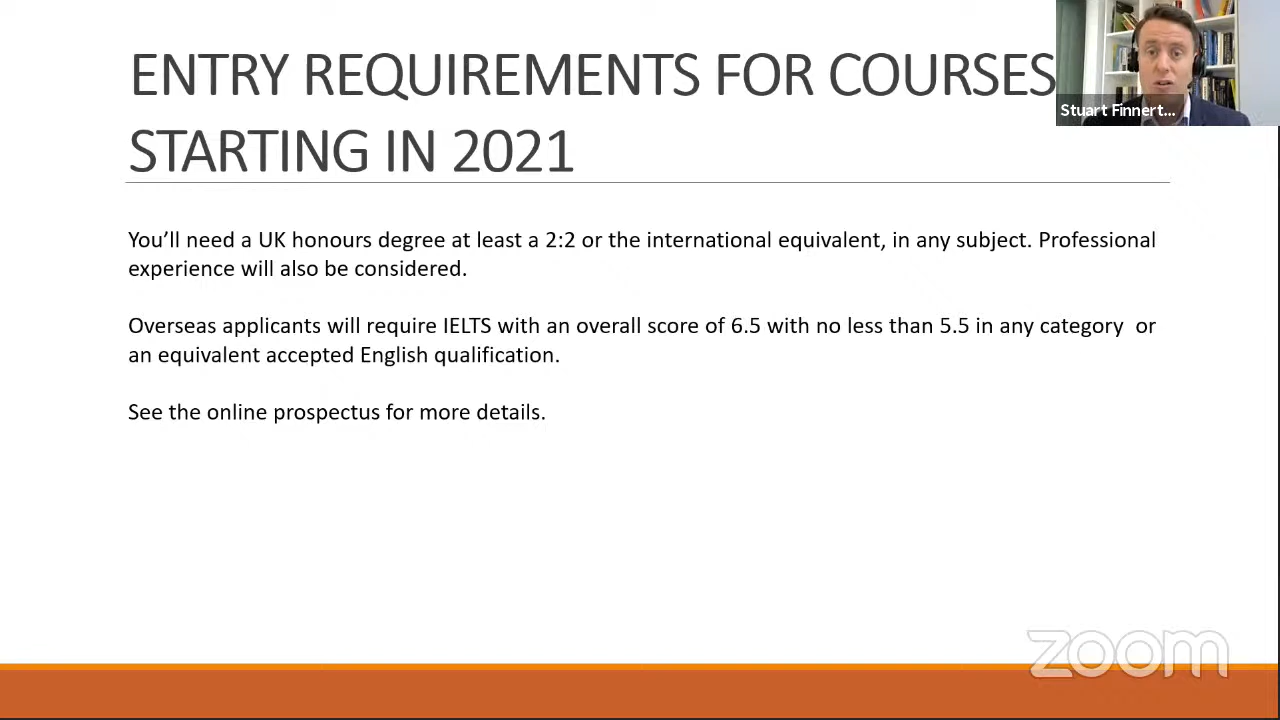 ENTRY REQUIREMENTS FOR COURSES
STARTING IN 2021
Stuart Finnert...
You’ll need a UK honours degree at least a 2:2 or the international equivalent, in any subject. Professional
experience will also be considered.
Overseas applicants will require IELTS with an overall score of 6.5 with no less than 5.5 in any category or
an equivalent accepted English qualification.
See the online prospectus for more details.
zoom